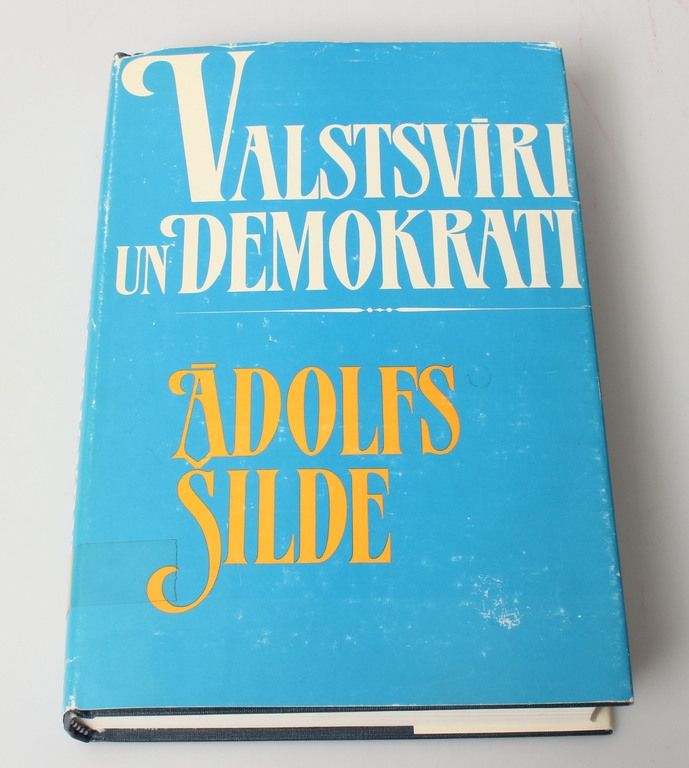 VALSTSVĪRI
UN DEMOKRATI
ĀDOLFS
ŠILDE